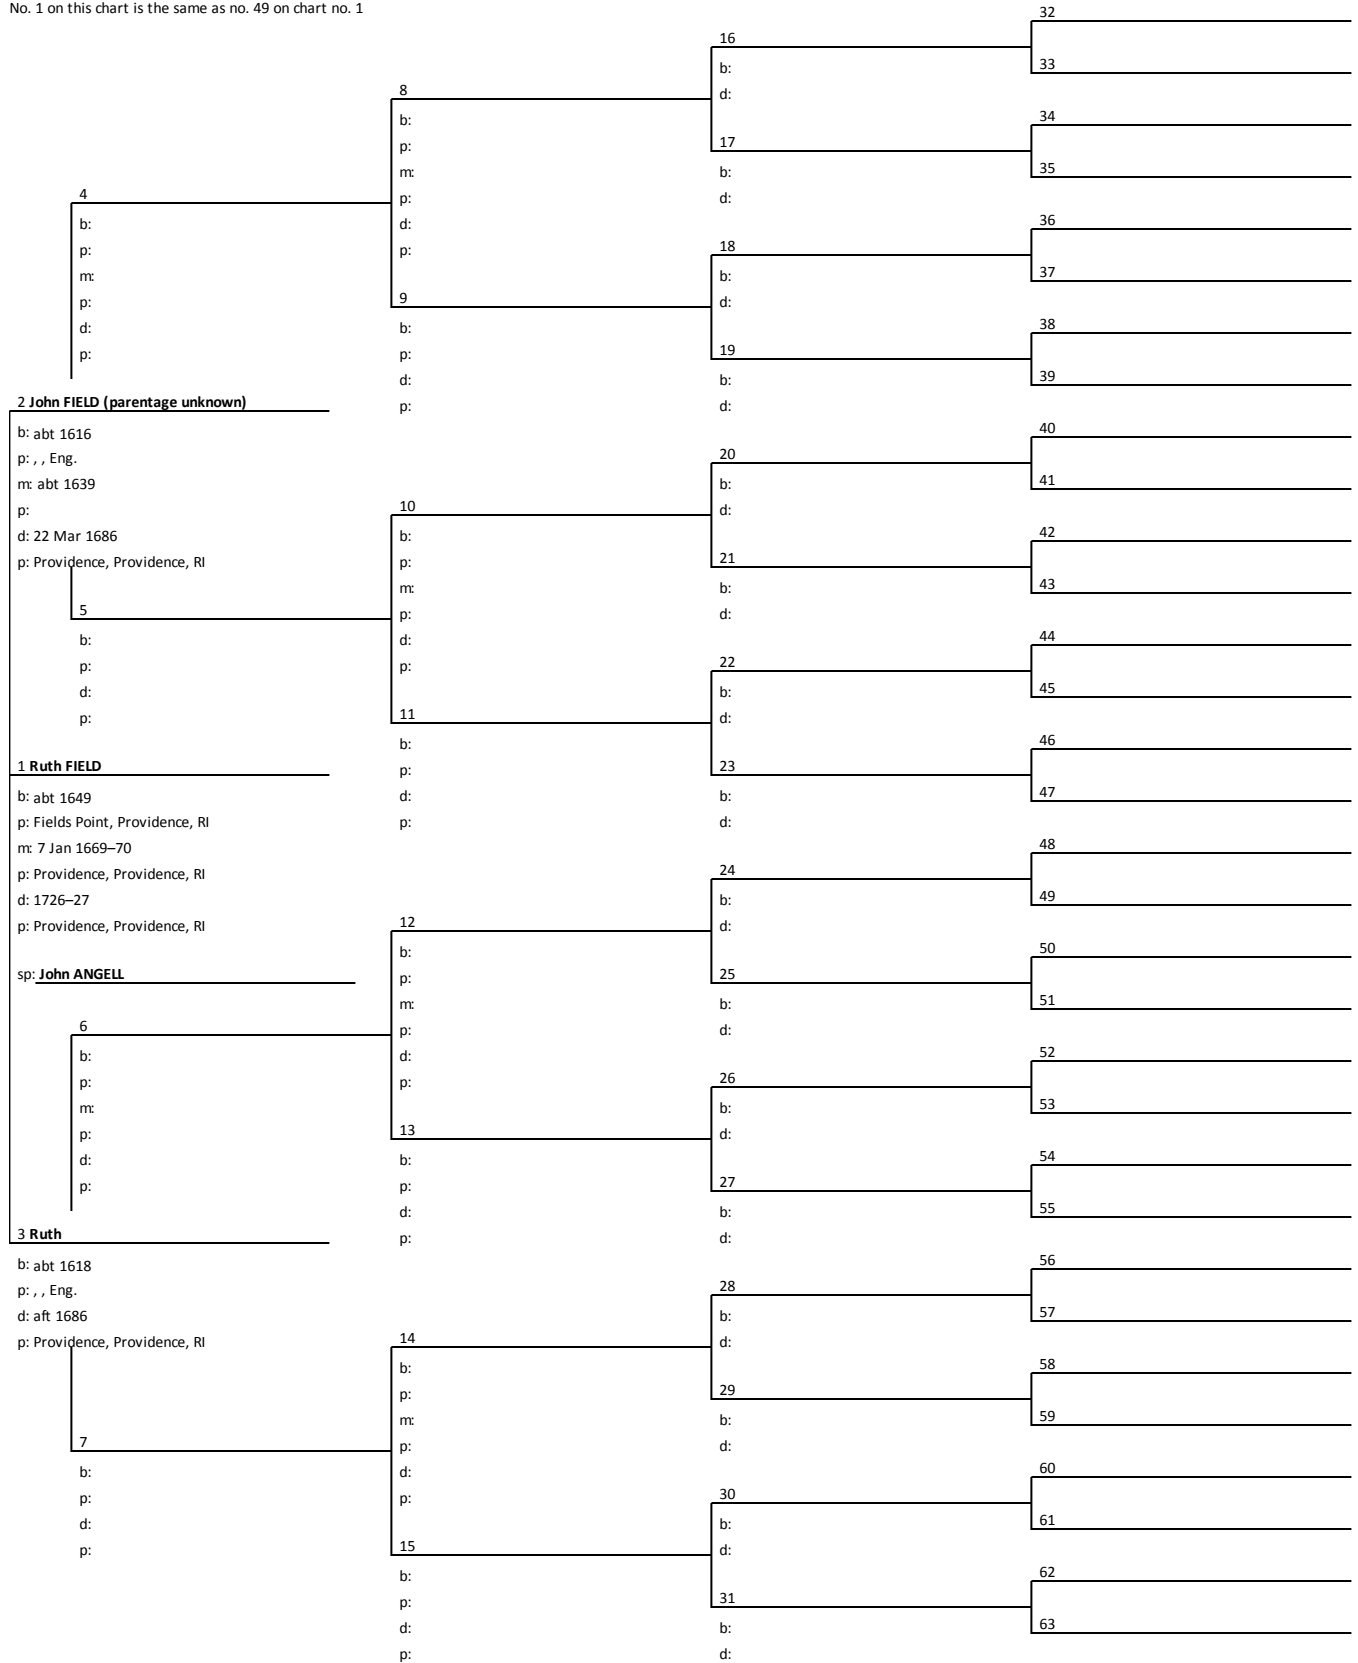 No. 1 on this chart is the same as no. 49 on chart no. 1
4
b:
p:
m:
p:
d:
p:
2 John FIELD (parentage unknown)
b: abt 1616
p: , , Eng.
m: abt 1639
p:
d: 22 Mar 1686
p: Providence, Providence, RI
5
b:
p:
d:
p:
1 Ruth FIELD
b: abt 1649
p: Fields Point, Providence, RI
m: 7 Jan 1669–70
p: Providence, Providence, RI
d: 1726–27
p: Providence, Providence, RI
sp: John ANGELL
6
b:
p:
m:
p:
d:
p:
3 Ruth
b: abt 1618
p: , , Eng.
d: aft 1686
p: Providence, Providence, RI
7
b:
p:
d:
p:
8
b:
p:
m:
p:
d:
p:
9
b:
p:
d:
p:
10
b:
p:
m:
p:
d:
p:
11
b:
p:
d:
p:
12
b:
p:
m:
p:
d:
p:
13
b:
p:
d:
p:
14
b:
p:
m:
p:
d:
p:
15
b:
p:
d:
p:
16
b:
d:
17
b:
d:
18
b:
d:
19
b:
d:
20
b:
d:
21
b:
d:
22
b:
d:
23
b:
d:
24
b:
d:
25
b:
d:
26
b:
d:
27
b:
d:
28
b:
d:
29
b:
d:
30
b:
d:
31
b:
d:
32
33
34
35
36
37
38
39
40
41
42
43
44
45
46
47
48
49
50
51
52
53
54
55
56
57
58
59
60
61
62
63